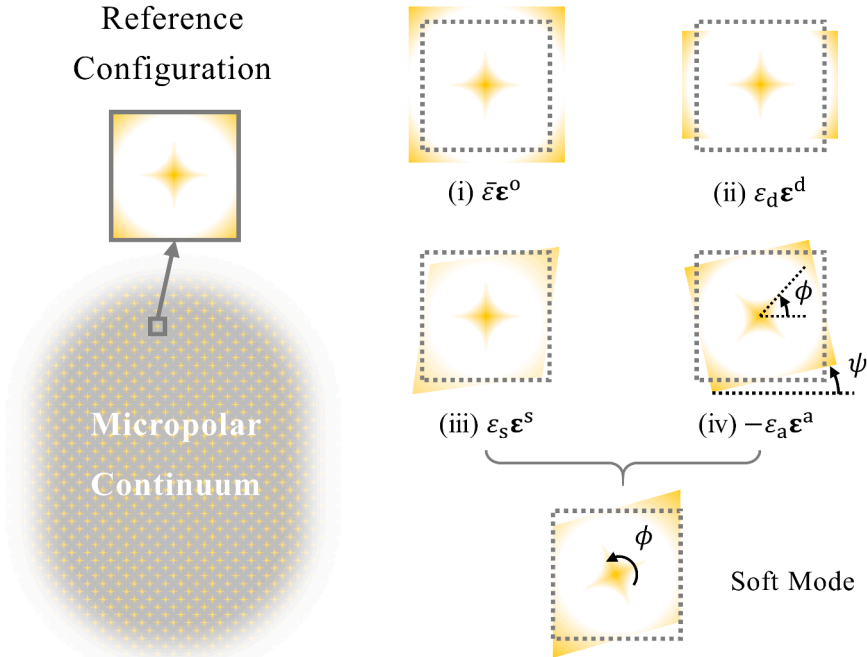 Reference
Configuration
(i) ε̄𝛆ᵒ
(ii) ε_d𝛆ᵈ
ϕ
ψ
(iii) ε_s𝛆ˢ
(iv) −ε_a𝛆ᵃ
Micropolar
Continuum
ϕ
Soft Mode